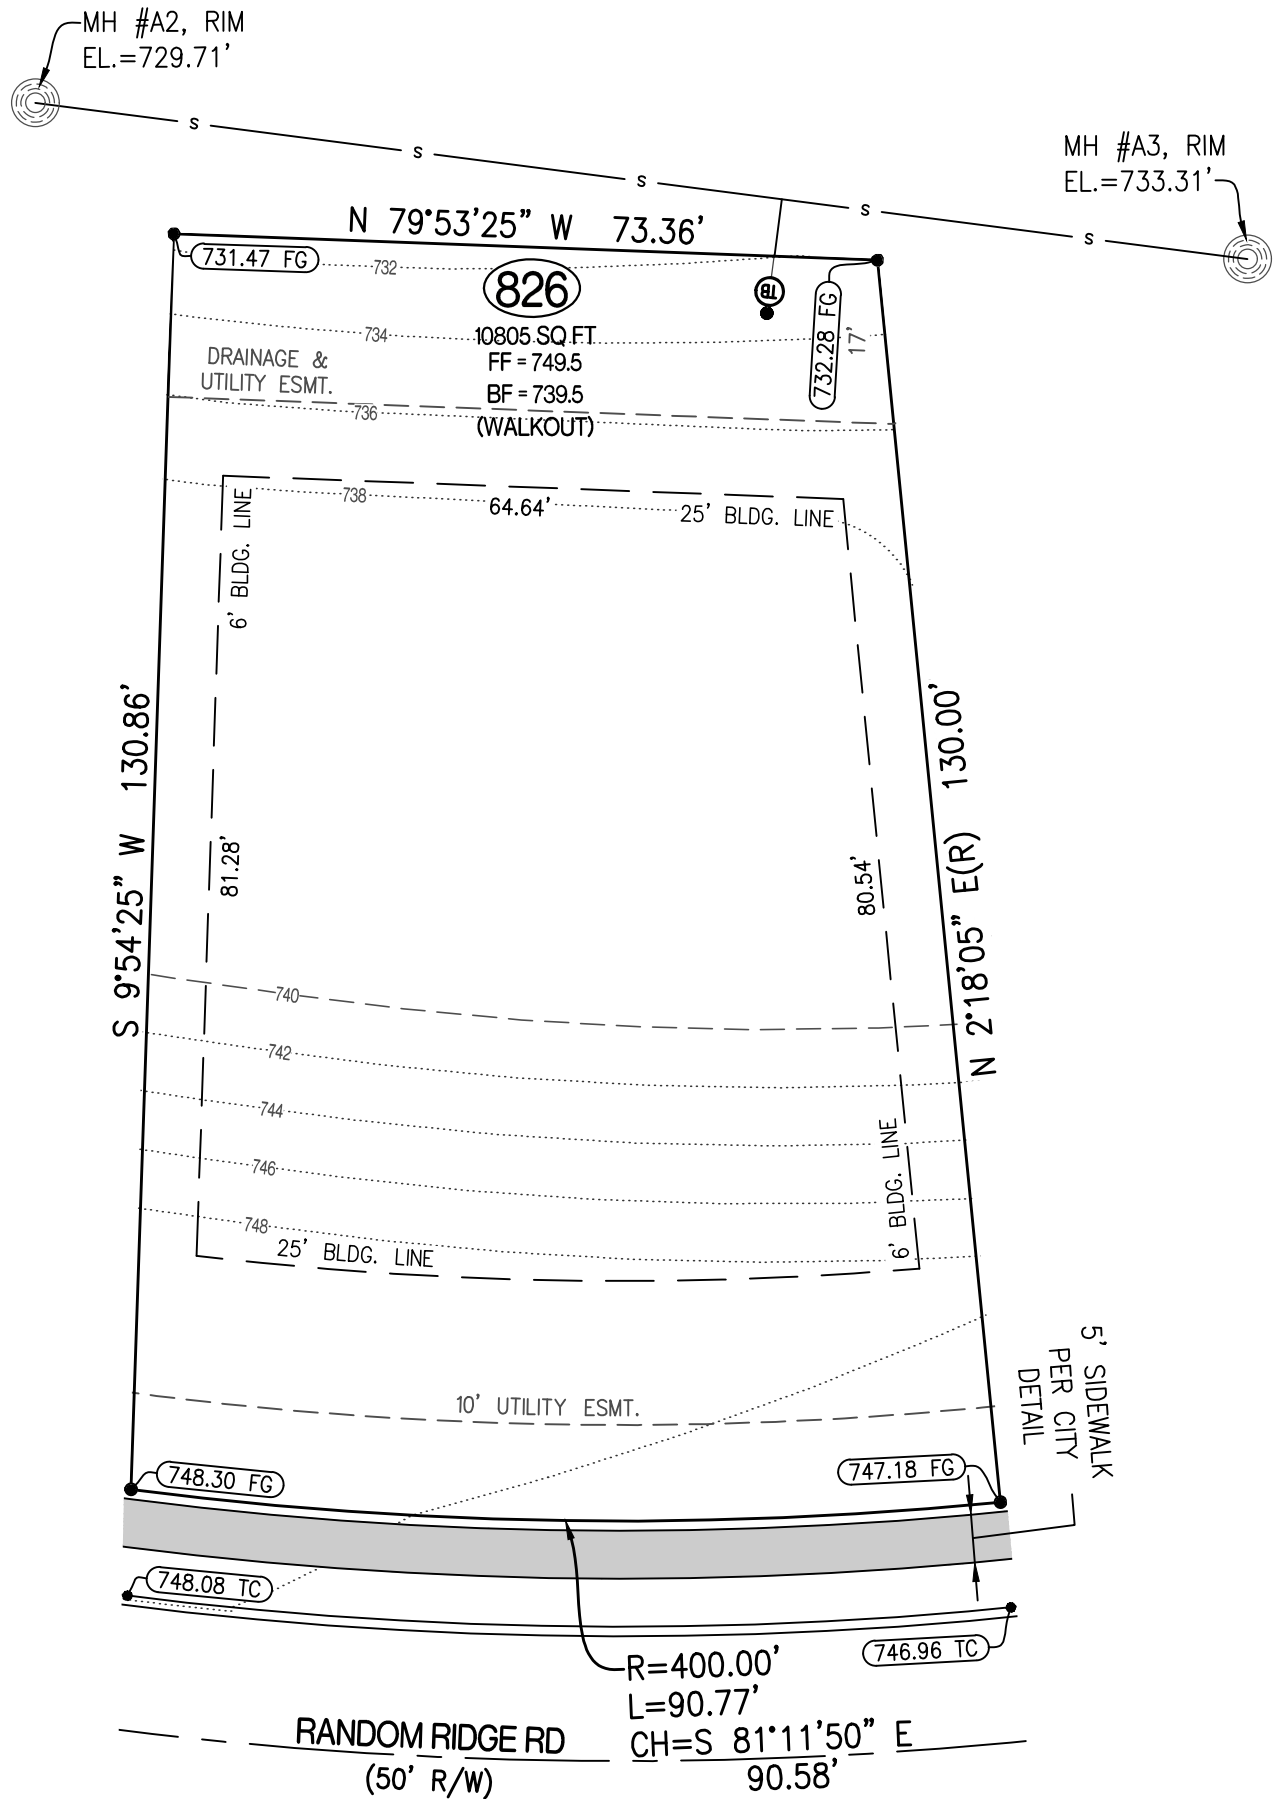 MH #A2, RIM
EL.=729.71'
MH #A3, RIM
EL.=733.31'
S
S
S
S
S
N 79°53'25" W 73.36'
731.47 FG
732
826
TB
732.28 FG
17'
734
10805 SQ FT
FF = 749.5
BF = 739.5
(WALKOUT)
DRAINAGE &
UTILITY ESMT.
736
738
64.64'
25' BLDG. LINE
6' BLDG. LINE
S 9°54'25" W 130.86'
81.28'
80.54'
N 2°18'05" E(R) 130.00'
740
742
744
746
748
6' BLDG. LINE
25' BLDG. LINE
10' UTILITY ESMT.
5' SIDEWALK
PER CITY
DETAIL
748.30 FG
747.18 FG
748.08 TC
746.96 TC
R=400.00'
L=90.77'
CH=S 81°11'50" E
90.58'
RANDOM RIDGE RD
(50' R/W)